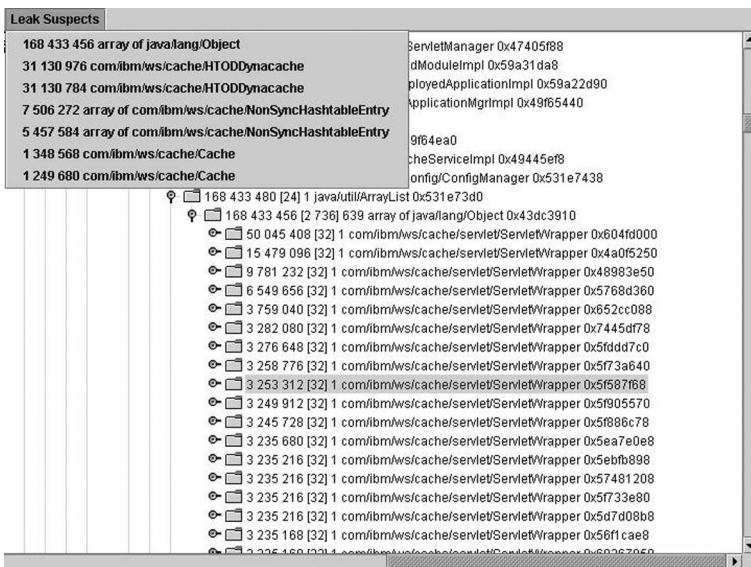 Leak Suspects
168 433 456 array of java/lang/Object
31 130 976 com/ibm/ws/cache/HTODDynacache
31 130 784 com/ibm/ws/cache/HTODDynacache
7 506 272 array of com/ibm/ws/cache/NonSyncHashtableEntry
5 457 584 array of com/ibm/ws/cache/NonSyncHashtableEntry
1 348 568 com/ibm/ws/cache/Cache
1 249 680 com/ibm/ws/cache/Cache
ServletManager 0x47405f88
dModuleImpl 0x59a31da8
ployedApplicationImpl 0x59a22d90
ApplicationMgrImpl 0x49f65440
9f64ea0
cheServiceImpl 0x49445ef8
onfig/ConfigManager 0x531e7438
168 433 480 [24] 1 java/util/ArrayList 0x531e73d0
168 433 456 [2 736] 639 array of java/lang/Object 0x43dc3910
50 045 408 [32] 1 com/ibm/ws/cache/servlet/ServletWrapper 0x604fd000
15 479 096 [32] 1 com/ibm/ws/cache/servlet/ServletWrapper 0x4a0f5250
9 781 232 [32] 1 com/ibm/ws/cache/servlet/ServletWrapper 0x48983e50
6 549 656 [32] 1 com/ibm/ws/cache/servlet/ServletWrapper 0x5768d360
3 759 040 [32] 1 com/ibm/ws/cache/servlet/ServletWrapper 0x652cc088
3 282 080 [32] 1 com/ibm/ws/cache/servlet/ServletWrapper 0x7445df78
3 276 648 [32] 1 com/ibm/ws/cache/servlet/ServletWrapper 0x5fddd7c0
3 258 776 [32] 1 com/ibm/ws/cache/servlet/ServletWrapper 0x5f73a640
3 253 312 [32] 1 com/ibm/ws/cache/servlet/ServletWrapper 0x5f587f68
3 249 912 [32] 1 com/ibm/ws/cache/servlet/ServletWrapper 0x5f905570
3 245 728 [32] 1 com/ibm/ws/cache/servlet/ServletWrapper 0x5f886c78
3 235 680 [32] 1 com/ibm/ws/cache/servlet/ServletWrapper 0x5ea7e0e8
3 235 216 [32] 1 com/ibm/ws/cache/servlet/ServletWrapper 0x5ebfb898
3 235 216 [32] 1 com/ibm/ws/cache/servlet/ServletWrapper 0x57481208
3 235 216 [32] 1 com/ibm/ws/cache/servlet/ServletWrapper 0x5f733e80
3 235 216 [32] 1 com/ibm/ws/cache/servlet/ServletWrapper 0x5d7d08b8
3 235 168 [32] 1 com/ibm/ws/cache/servlet/ServletWrapper 0x56f1cae8